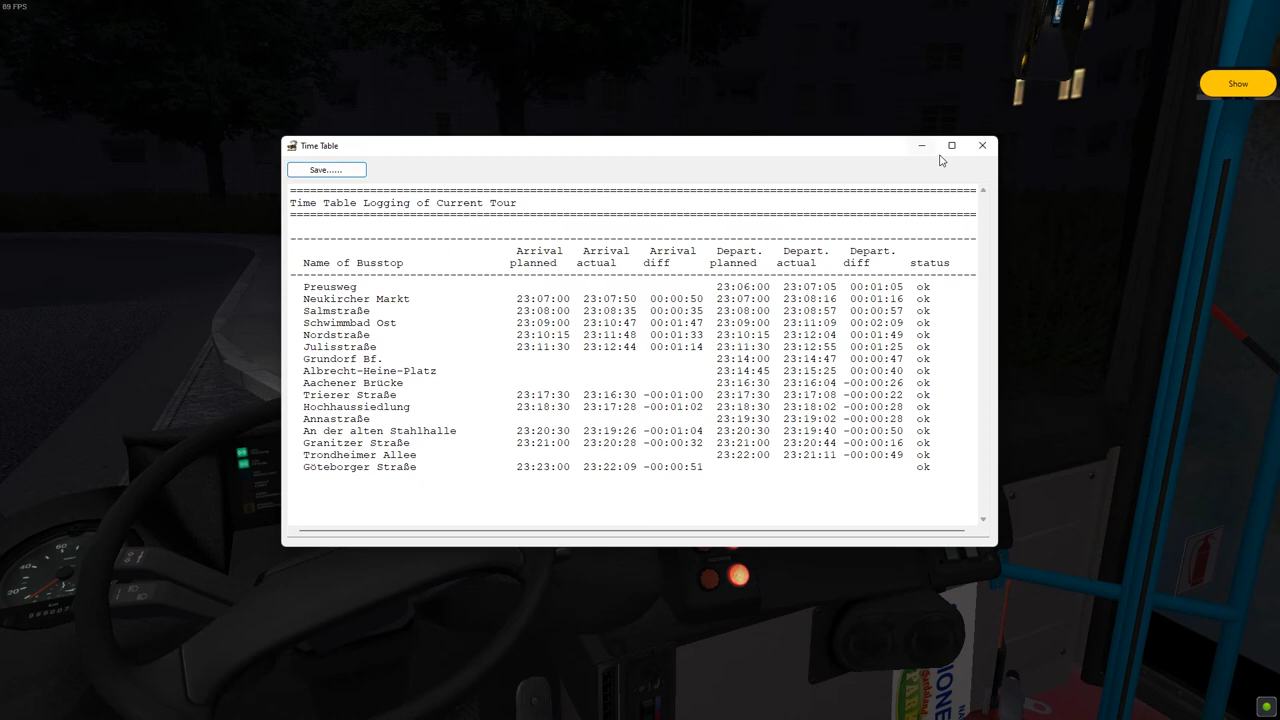 89 FPS
Show
Time Table
Save......
================================================================================
Time Table Logging of Current Tour
================================================================================
--------------------------------------------------------------------------------
Arrival Arrival Arrival Depart. Depart. Depart.
Name of Busstop planned actual diff planned actual diff status
--------------------------------------------------------------------------------
Preusweg 23:06:00 23:07:05 00:01:05 ok
Neukircher Markt 23:07:00 23:07:50 00:00:50 23:07:00 23:08:16 00:01:16 ok
Salmstraße 23:08:00 23:08:35 00:00:35 23:08:00 23:08:57 00:00:57 ok
Schwimmbad Ost 23:09:00 23:10:47 00:01:47 23:09:00 23:11:09 00:02:09 ok
Nordstraße 23:10:15 23:11:48 00:01:33 23:10:15 23:12:04 00:01:49 ok
Julisstraße 23:11:30 23:12:44 00:01:14 23:11:30 23:12:55 00:01:25 ok
Grundorf Bf. 23:14:00 23:14:47 00:00:47 ok
Albrecht-Heine-Platz 23:14:45 23:15:25 00:00:40 ok
Aachener Brücke 23:16:30 23:16:04 -00:00:26 ok
Trierer Straße 23:17:30 23:16:30 -00:01:00 23:17:30 23:17:08 -00:00:22 ok
Hochhaussiedlung 23:18:30 23:17:28 -00:01:02 23:18:30 23:18:02 -00:00:28 ok
Annastraße 23:19:30 23:19:02 -00:00:28 ok
An der alten Stahlhalle 23:20:30 23:19:26 -00:01:04 23:20:30 23:19:40 -00:00:50 ok
Granitzer Straße 23:21:00 23:20:28 -00:00:32 23:21:00 23:20:44 -00:00:16 ok
Trondheimer Allee 23:22:00 23:21:11 -00:00:49 ok
Göteborger Straße 23:23:00 23:22:09 -00:00:51 ok
60
40
20